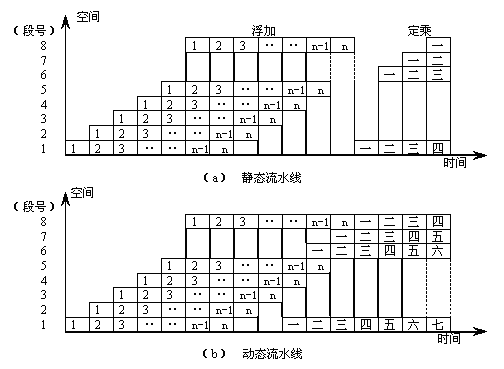 空间
(段号)
浮加 定乘
8 1 2 3 ·· ·· n-1 n 一
7 一 二
6 一 二 三
5 1 2 3 ·· ·· n-1 n
4 1 2 3 ·· ·· n-1 n
3 1 2 3 ·· ·· n-1 n
2 1 2 3 ·· ·· n-1 n
1 1 2 3 ·· ·· n-1 n 一 二 三 四
时间
(a) 静态流水线
空间
(段号)
8 1 2 3 ·· ·· n-1 n 一 二 三 四
7 一 二 三 四 五
6 一 二 三 四 五 六
5 1 2 3 ·· ·· n-1 n
4 1 2 3 ·· ·· n-1 n
3 1 2 3 ·· ·· n-1 n
2 1 2 3 ·· ·· n-1 n
1 1 2 3 ·· ·· n-1 n 一 二 三 四 五 六 七
时间
(b) 动态流水线